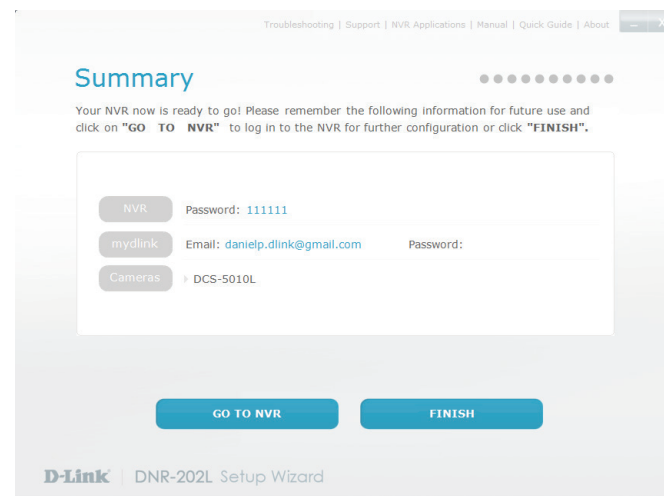 Troubleshooting | Support | NVR Applications | Manual | Quick Guide | About
Summary
Your NVR now is ready to go! Please remember the following information for future use and
click on "GO TO NVR" to log in to the NVR for further configuration or click "FINISH".
NVR Password: 111111
mydlink Email: danielp.dlink@gmail.com Password:
Cameras DCS-5010L
GO TO NVR FINISH
D-Link DNR-202L Setup Wizard